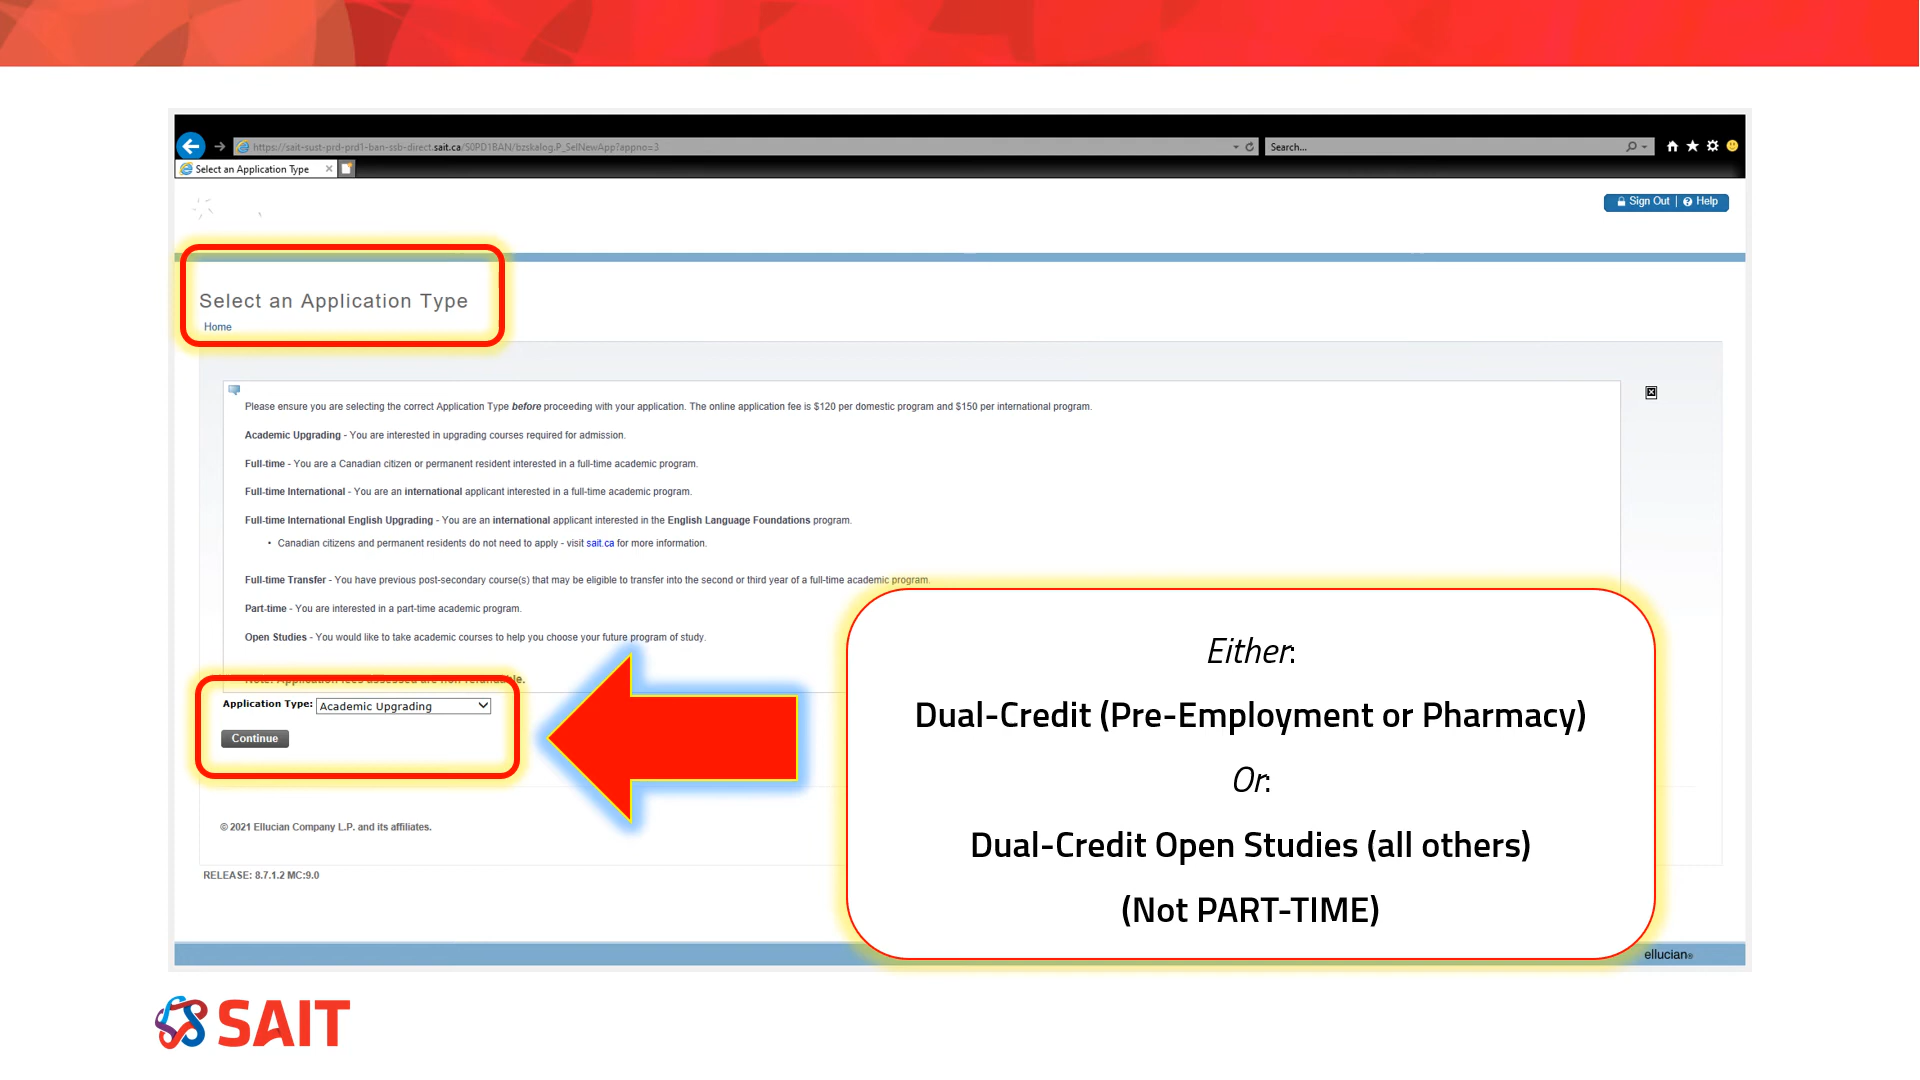 https://sait-sust-prd-prd1-ban-ssb-direct.sait.ca/S0PD1BAN/bzskalog.P_SelNewApp?appno=3
Search...
Select an Application Type
Sign Out | Help
Select an Application Type
Home
Please ensure you are selecting the correct Application Type before proceeding with your application. The online application fee is $120 per domestic program and $150 per international program.
Academic Upgrading - You are interested in upgrading courses required for admission.
Full-time - You are a Canadian citizen or permanent resident interested in a full-time academic program.
Full-time International - You are an international applicant interested in a full-time academic program.
Full-time International English Upgrading - You are an international applicant interested in the English Language Foundations program.
• Canadian citizens and permanent residents do not need to apply - visit sait.ca for more information.
Full-time Transfer - You have previous post-secondary course(s) that may be eligible to transfer into the second or third year of a full-time academic program.
Part-time - You are interested in a part-time academic program.
Open Studies - You would like to take academic courses to help you choose your future program of study.
Note: Application fees assessed are non-refundable.
Application Type: Academic Upgrading
Continue
Either:
Dual-Credit (Pre-Employment or Pharmacy)
Or:
Dual-Credit Open Studies (all others)
(Not PART-TIME)
© 2021 Ellucian Company L.P. and its affiliates.
RELEASE: 8.7.1.2 MC:9.0
ellucian®
SAIT